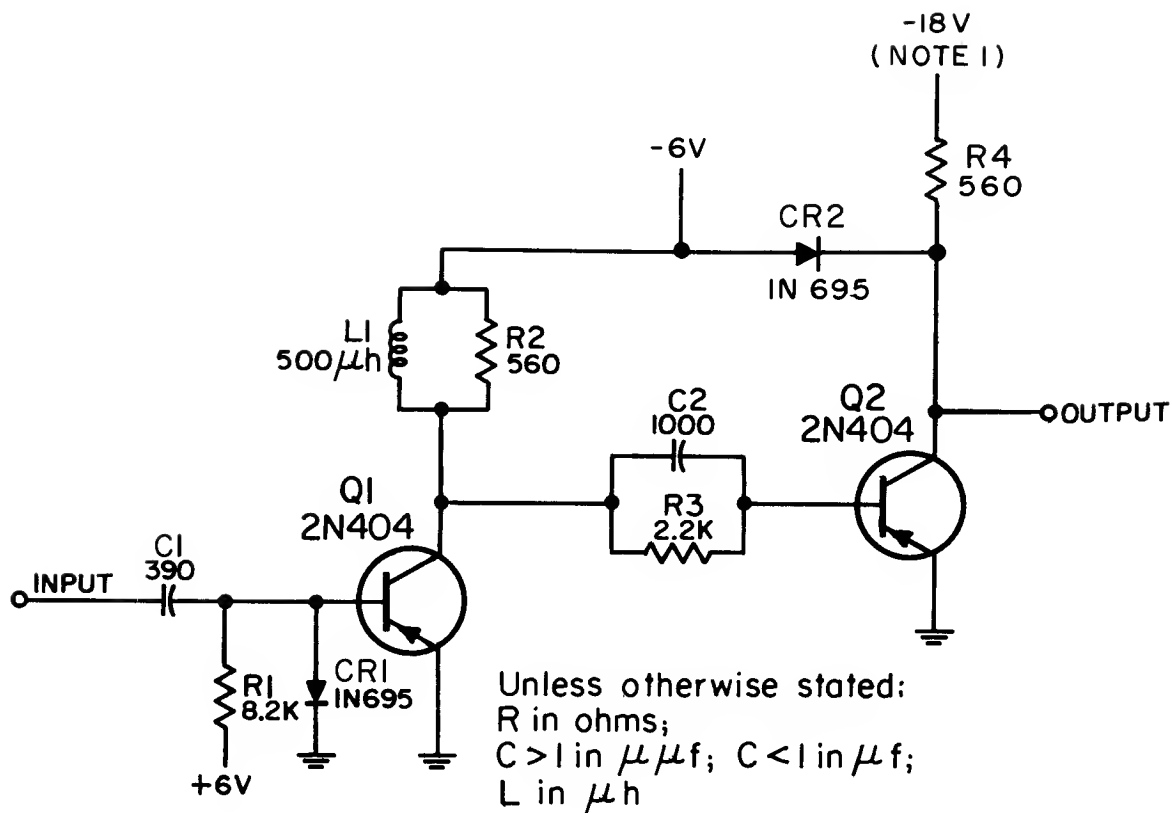 -18V
(NOTE 1)
R4
560
-6V
CR2
IN 695
L1
500μh
R2
560
C2
1000
R3
2.2K
Q2
2N404
OUTPUT
Q1
2N404
C1
390
INPUT
R1
8.2K
CR1
IN695
+6V
Unless otherwise stated:
R in ohms;
C>1 in μμf; C<1 in μf;
L in μh